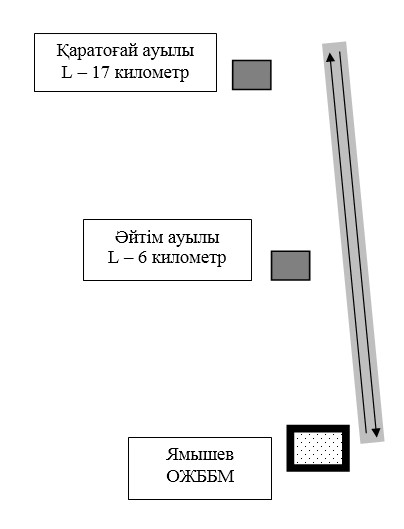 Қаратоғай ауылы
L – 17 километр
Әйтім ауылы
L – 6 километр
Ямышев
ОЖББМ